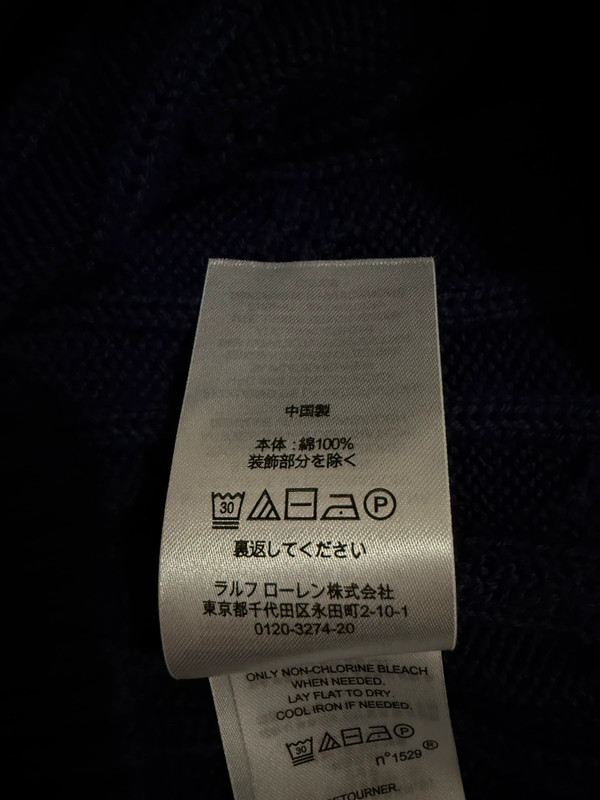 中国製
本体:綿100%
装飾部分を除く
30 P
裏返してください
ラルフ ローレン株式会社
東京都千代田区永田町2-10-1
0120-3274-20
ONLY NON-CHLORINE BLEACH
WHEN NEEDED.
LAY FLAT TO DRY.
COOL IRON IF NEEDED.
30 P
n°1529®